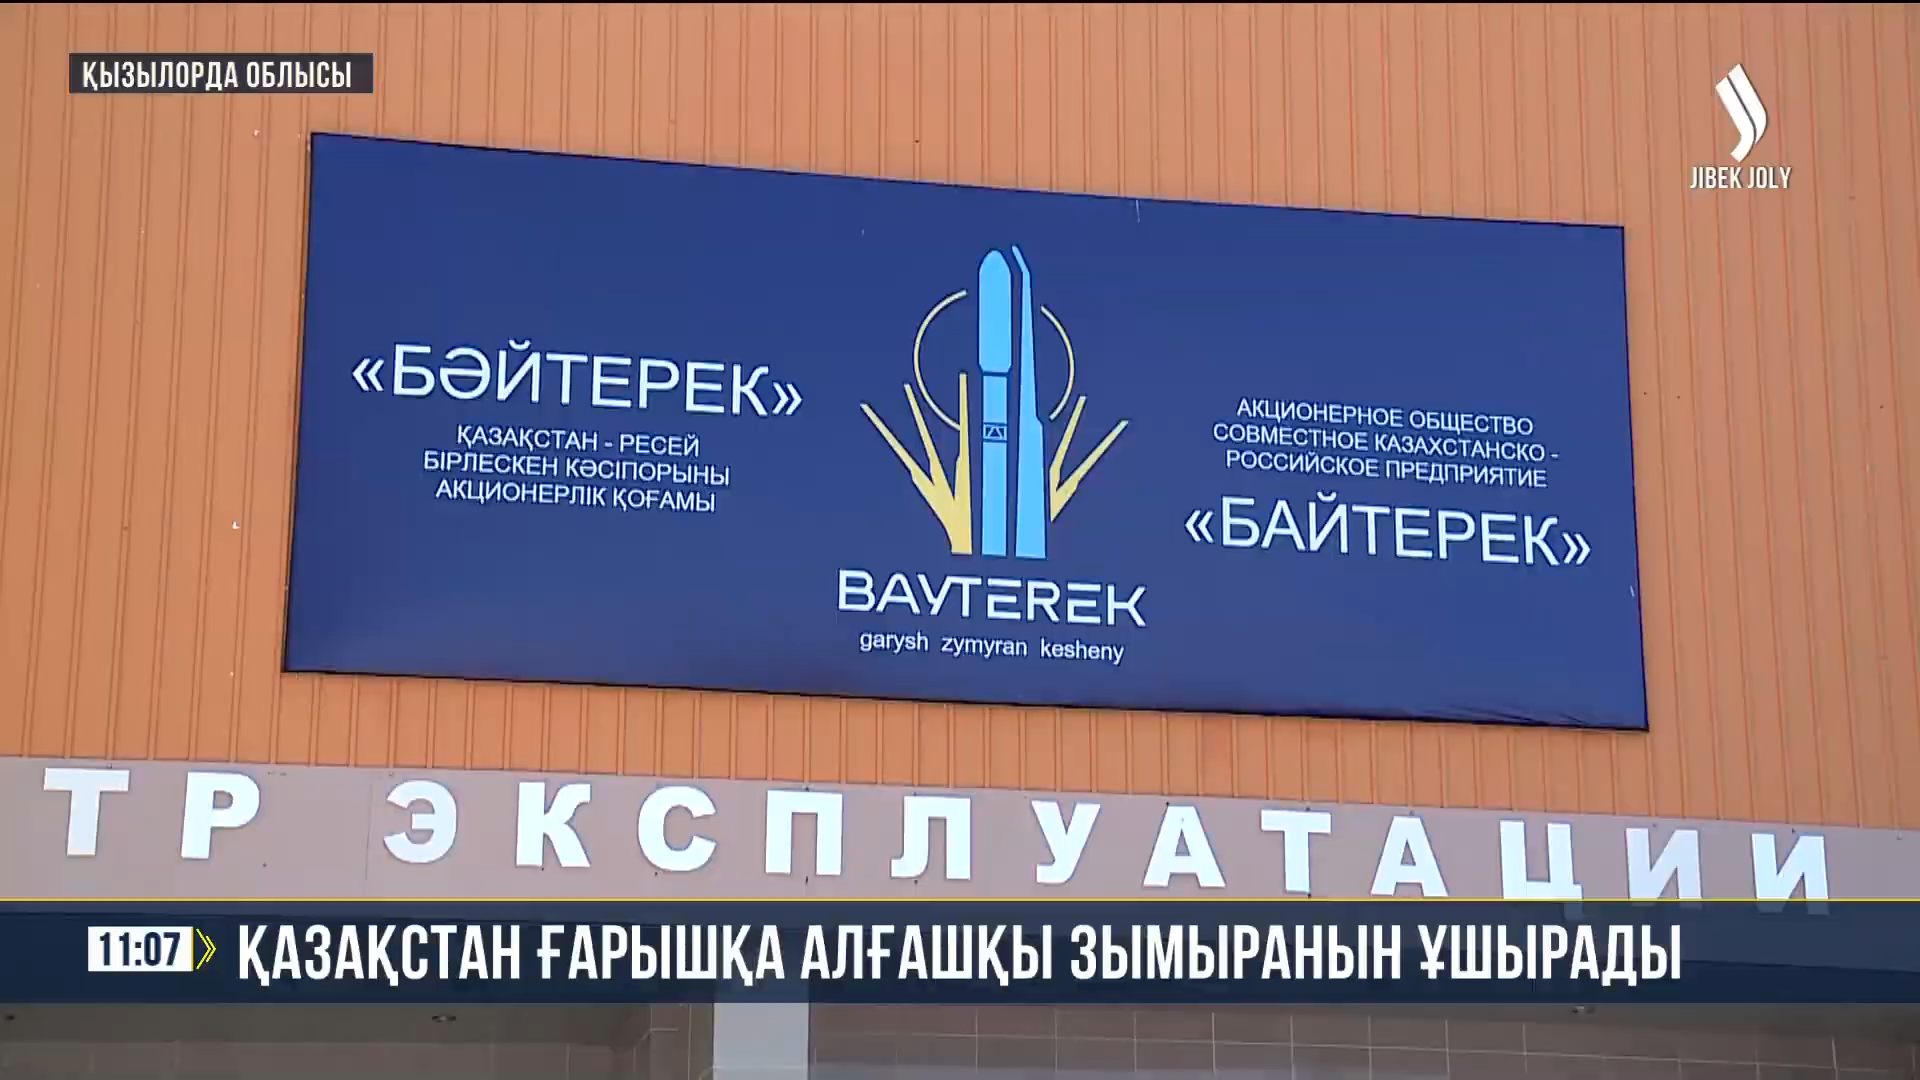 ҚЫЗЫЛОРДА ОБЛЫСЫ
JIBEK JOLY
«БӘЙТЕРЕК»
ҚАЗАҚСТАН - РЕСЕЙ
БІРЛЕСКЕН КӘСІПОРЫНЫ
АКЦИОНЕРЛІК ҚОҒАМЫ
BAYTEREK
garysh zymyran kesheny
АКЦИОНЕРНОЕ ОБЩЕСТВО
СОВМЕСТНОЕ КАЗАХСТАНСКО -
РОССИЙСКОЕ ПРЕДПРИЯТИЕ
«БАЙТЕРЕК»
ТР ЭКСПЛУАТАЦИИ
11:07
ҚАЗАҚСТАН ҒАРЫШҚА АЛҒАШҚЫ ЗЫМЫРАНЫН ҰШЫРАДЫ